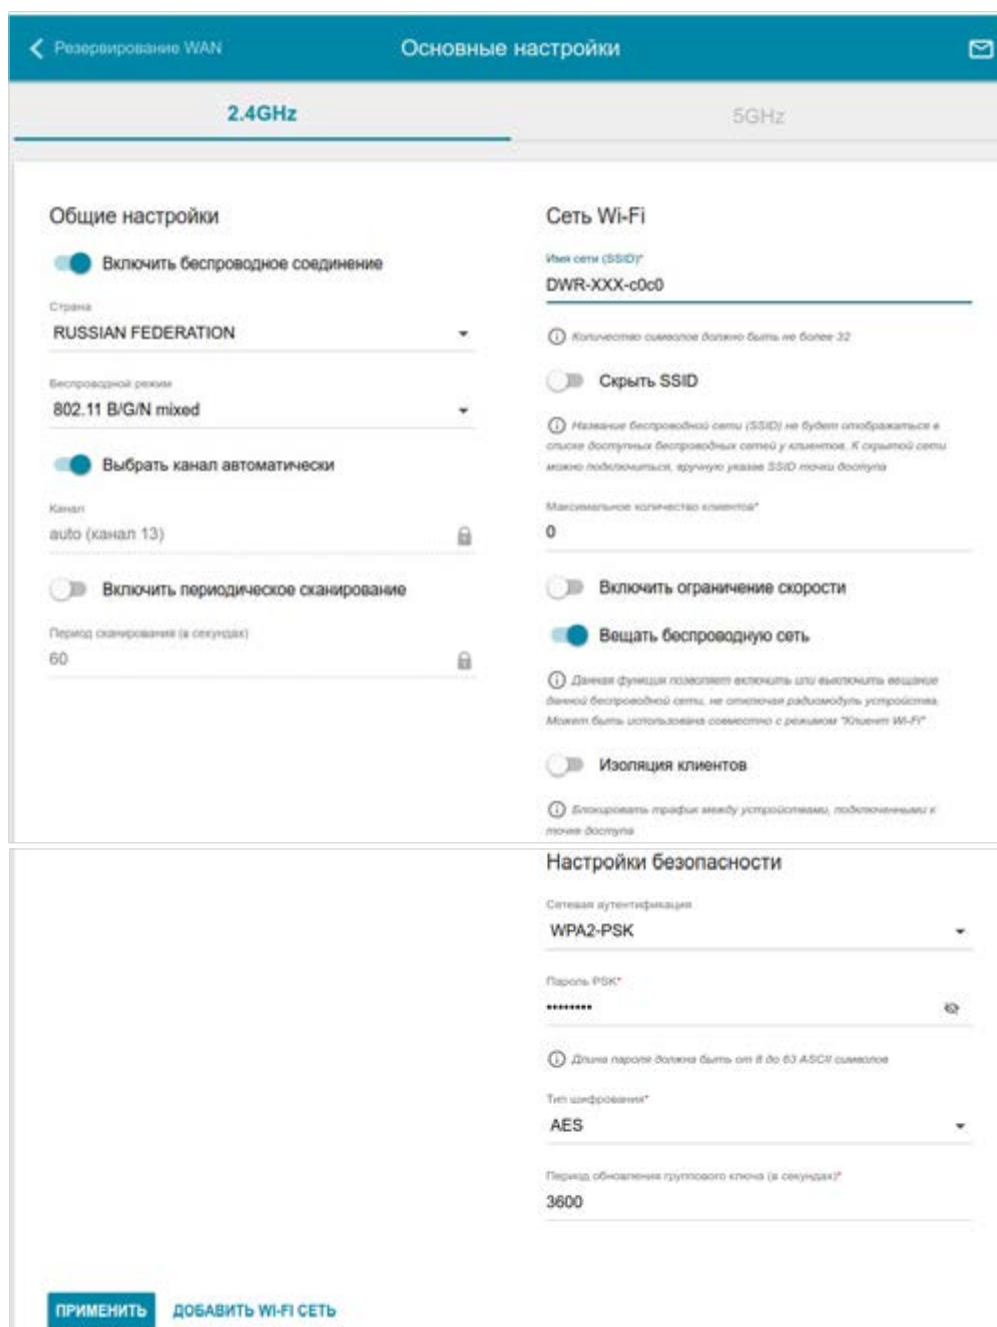 Резервирование WAN
Основные настройки
2.4GHz
5GHz
Общие настройки
Включить беспроводное соединение
Страна
RUSSIAN FEDERATION
Беспроводной режим
802.11 B/G/N mixed
Выбрать канал автоматически
Канал
auto (канал 13)
Включить периодическое сканирование
Период сканирования (в секундах)
60
Сеть Wi-Fi
Имя сети (SSID)*
DWR-XXX-c0c0
Количество символов должно быть не более 32
Скрыть SSID
Название беспроводной сети (SSID) не будет отображаться в
списке доступных беспроводных сетей у клиентов. К скрытой сети
можно подключиться, вручную указав SSID точки доступа
Максимальное количество клиентов*
0
Включить ограничение скорости
Вещать беспроводную сеть
Данная функция позволяет включить или выключить вещание
данной беспроводной сети, не отключая радиомодуль устройства.
Может быть использована совместно с режимом "Клиент Wi-Fi"
Изоляция клиентов
Блокировать трафик между устройствами, подключенными к
точке доступа
Настройки безопасности
Сетевая аутентификация
WPA2-PSK
Пароль PSK*
••••••••
Длина пароля должна быть от 8 до 63 ASCII символов
Тип шифрования*
AES
Период обновления группового ключа (в секундах)*
3600
ПРИМЕНИТЬ
ДОБАВИТЬ WI-FI СЕТЬ